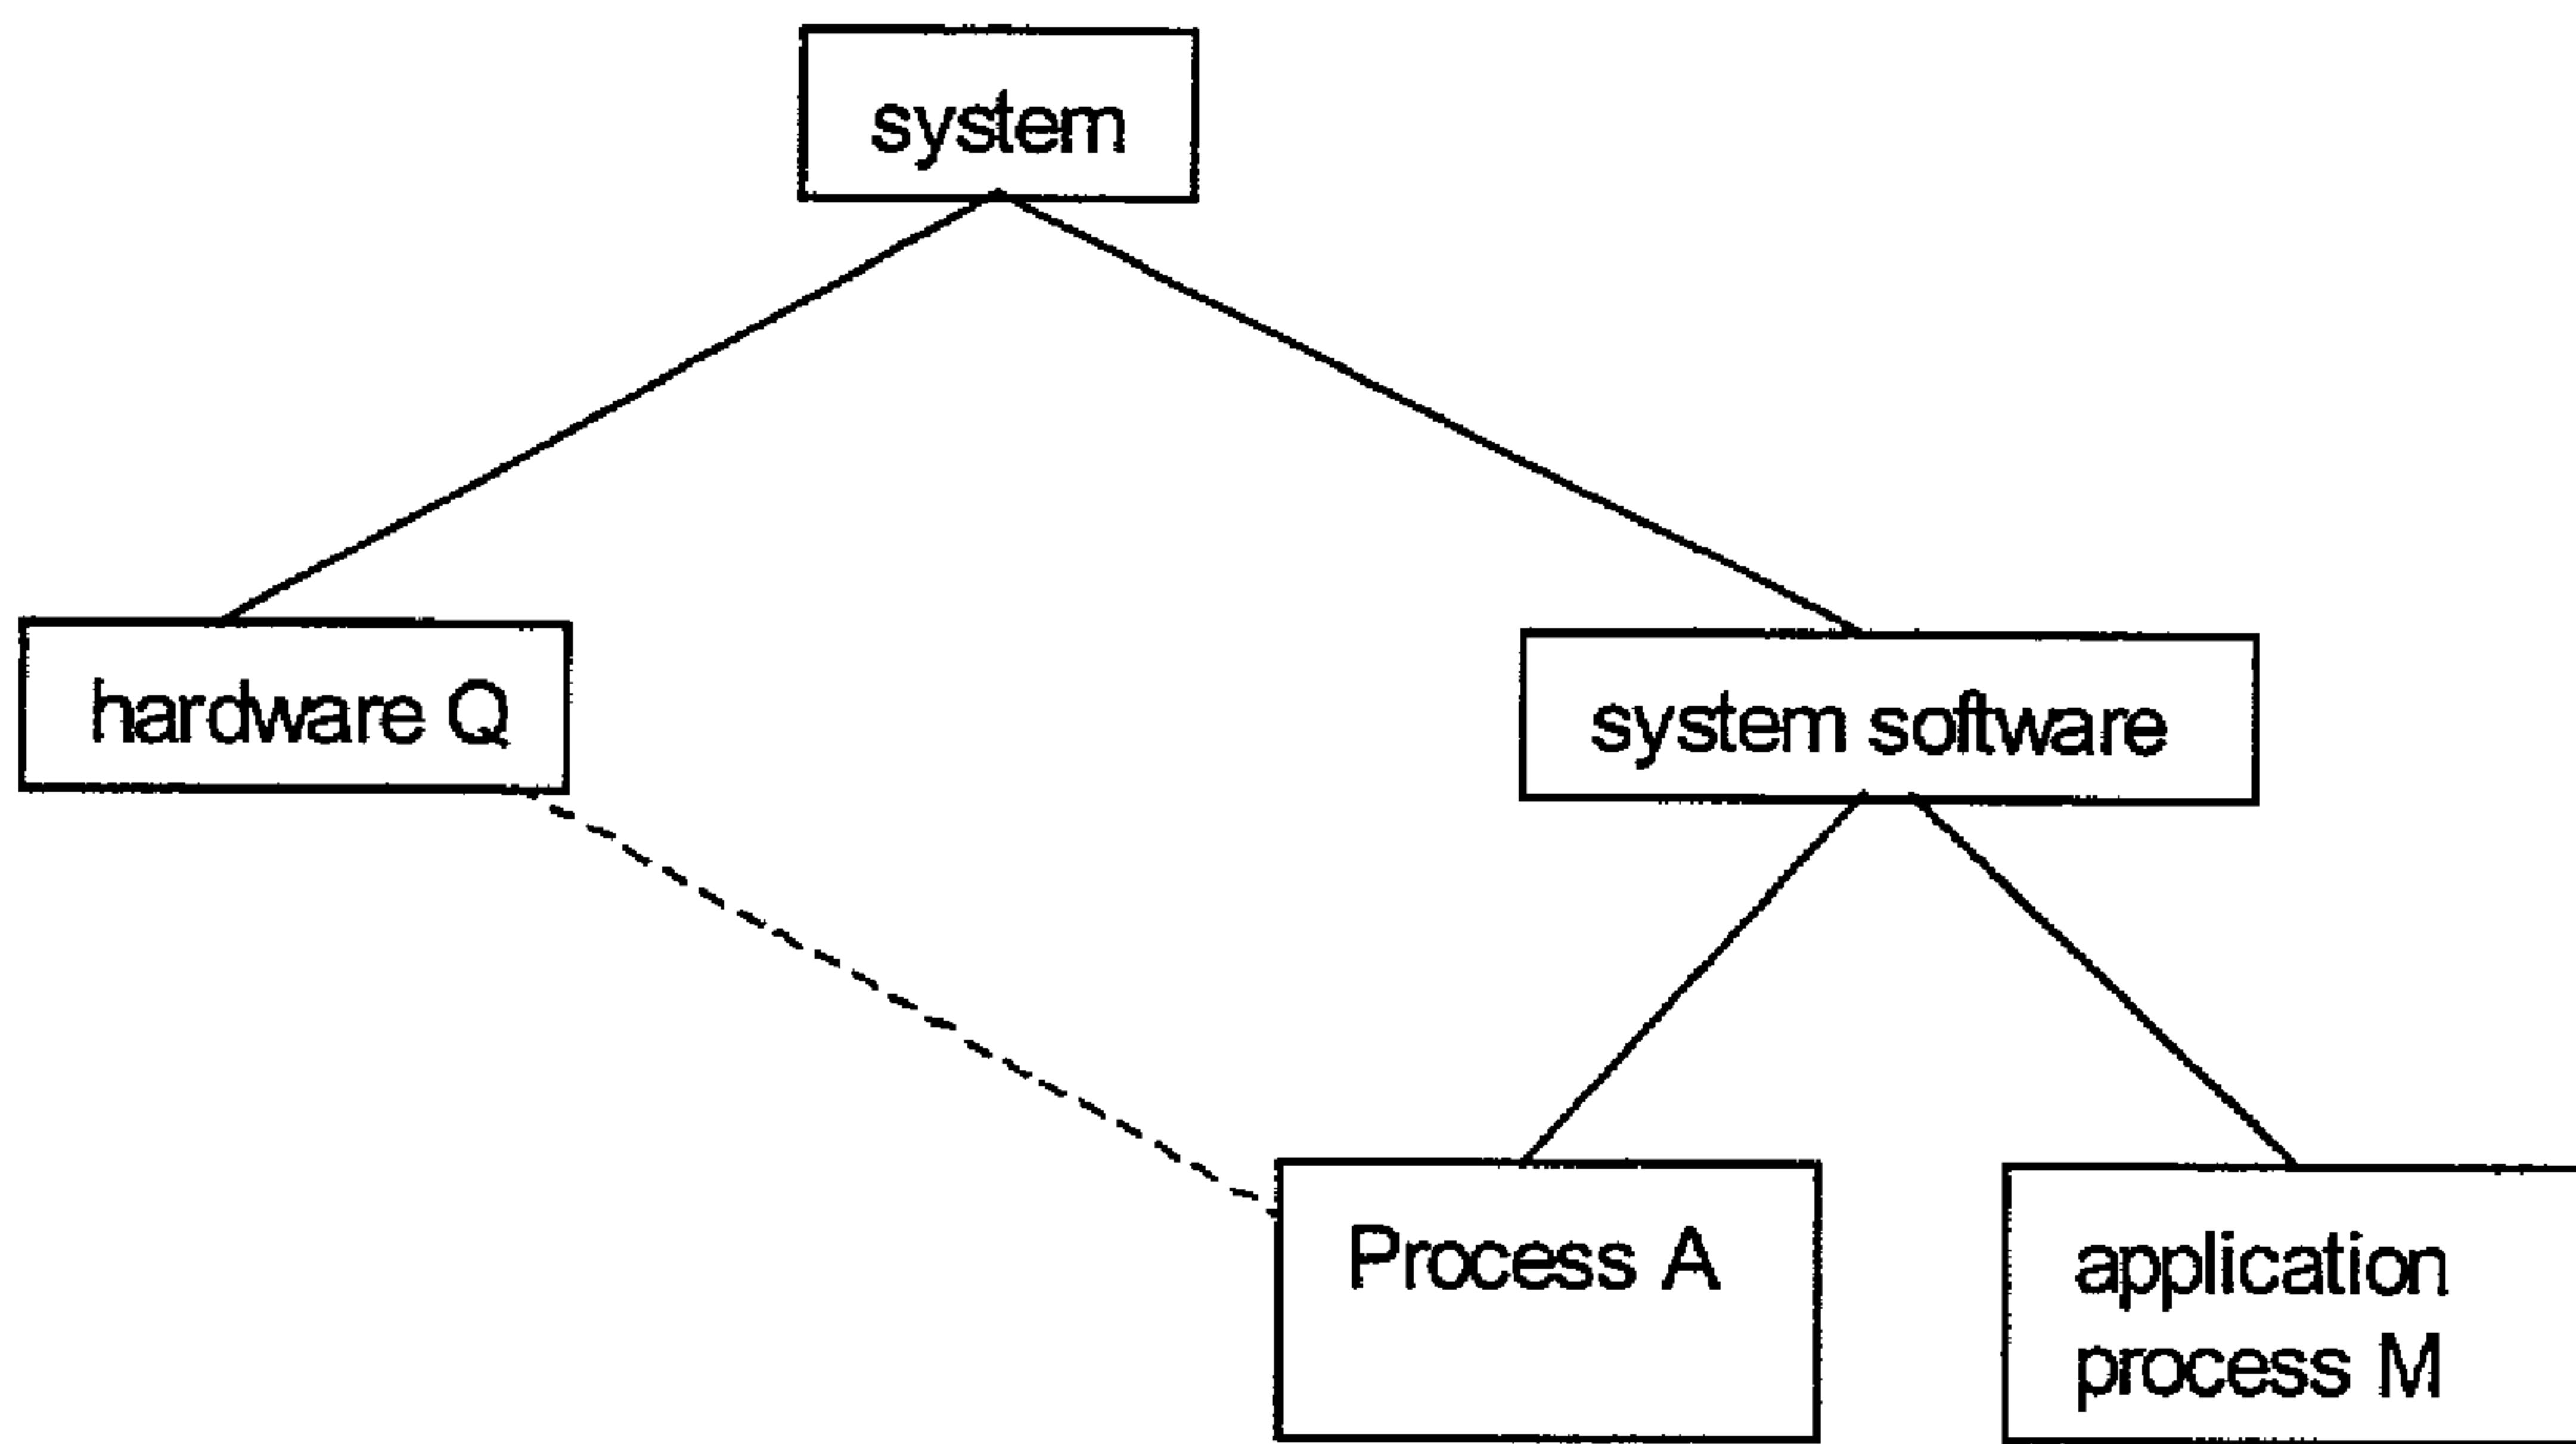 system
hardware Q
system software
Process A
application
process M